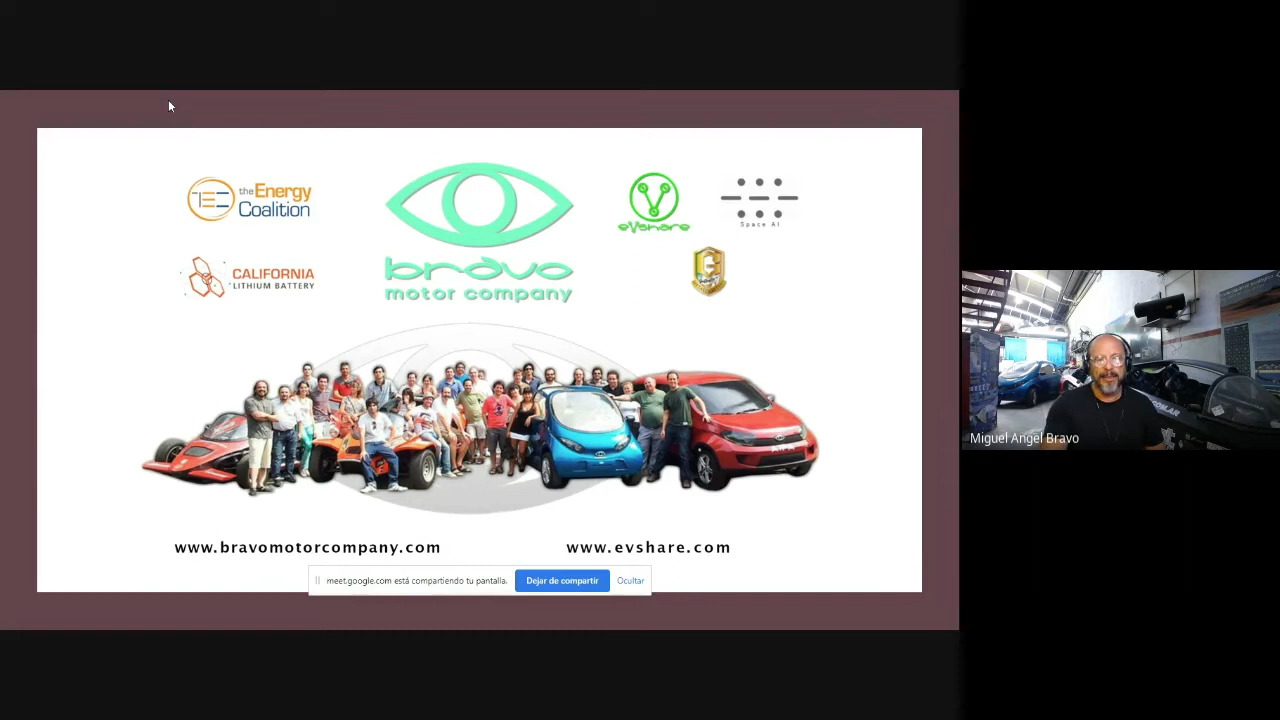 the Energy
Coalition
CALIFORNIA
LITHIUM BATTERY
bravo
motor company
eVshare
Space AI
www.bravomotorcompany.com
www.evshare.com
meet.google.com está compartiendo tu pantalla.
Dejar de compartir
Ocultar
Miguel Angel Bravo